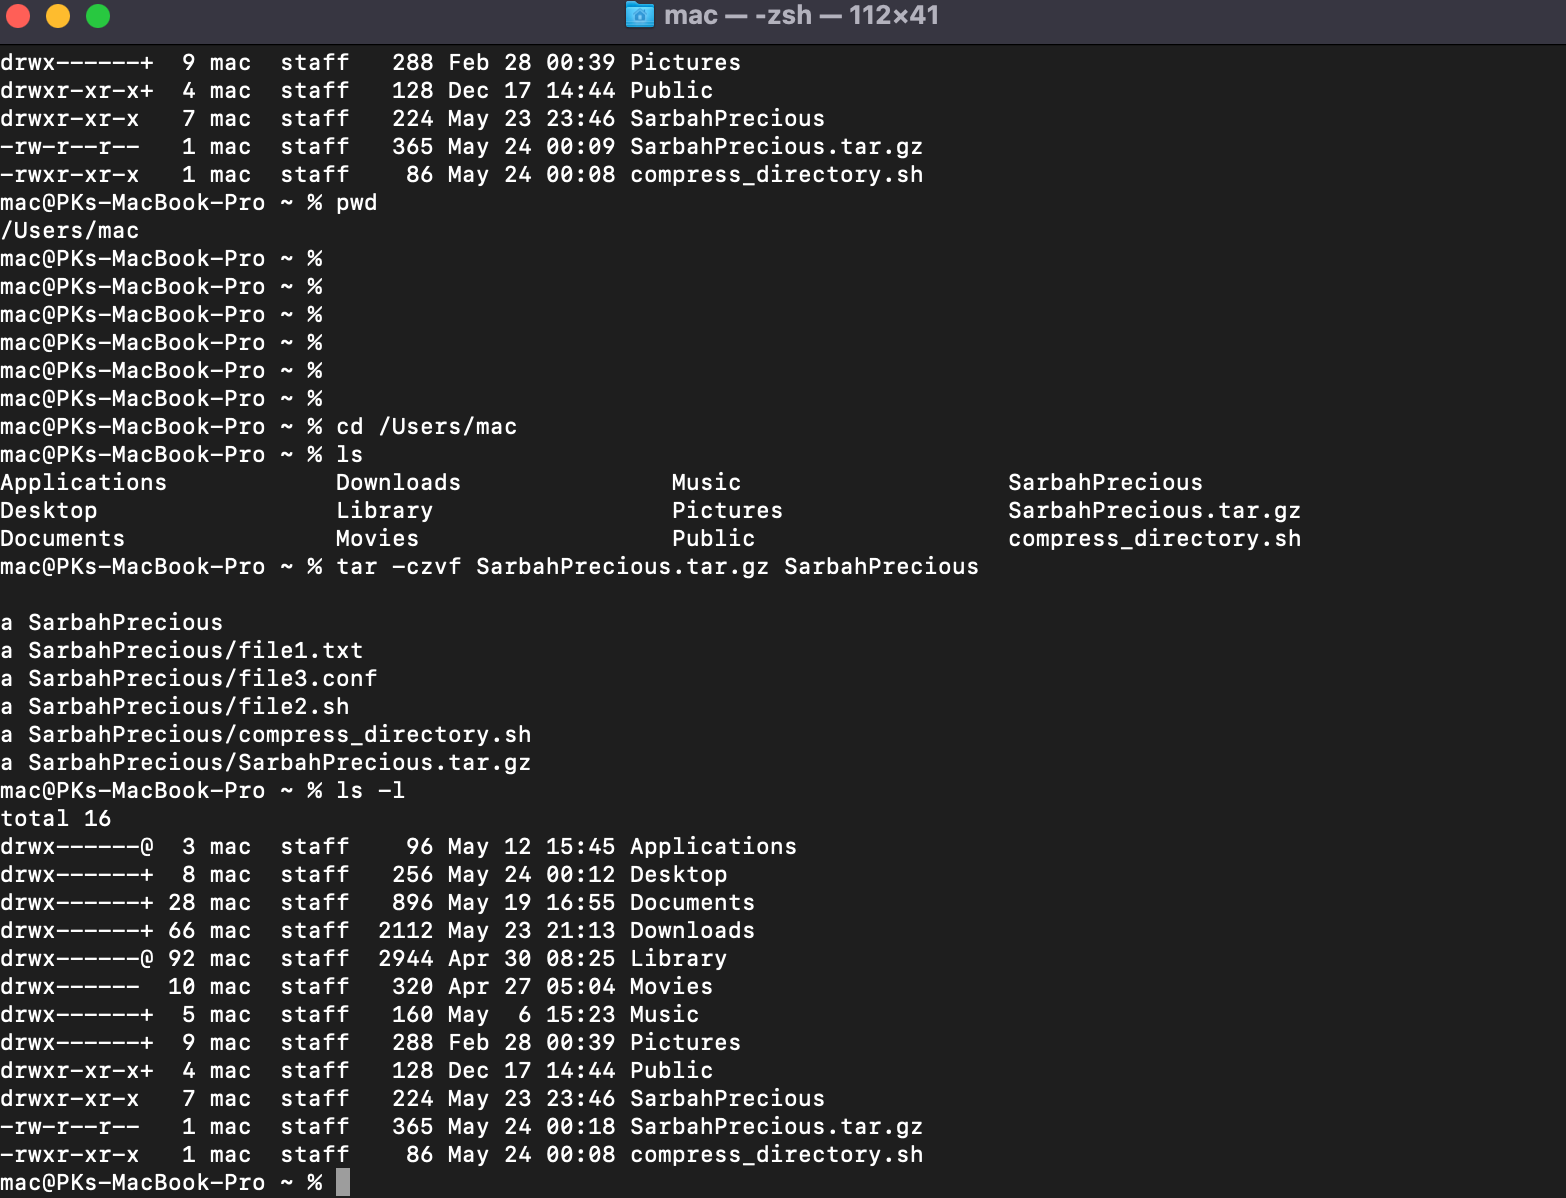 mac — -zsh — 112×41
drwx------+  9 mac  staff   288 Feb 28 00:39 Pictures
drwxr-xr-x+  4 mac  staff   128 Dec 17 14:44 Public
drwxr-xr-x   7 mac  staff   224 May 23 23:46 SarbahPrecious
-rw-r--r--   1 mac  staff   365 May 24 00:09 SarbahPrecious.tar.gz
-rwxr-xr-x   1 mac  staff    86 May 24 00:08 compress_directory.sh
mac@PKs-MacBook-Pro ~ % pwd
/Users/mac
mac@PKs-MacBook-Pro ~ %
mac@PKs-MacBook-Pro ~ %
mac@PKs-MacBook-Pro ~ %
mac@PKs-MacBook-Pro ~ %
mac@PKs-MacBook-Pro ~ %
mac@PKs-MacBook-Pro ~ %
mac@PKs-MacBook-Pro ~ % cd /Users/mac
mac@PKs-MacBook-Pro ~ % ls
Applications            Downloads               Music                   SarbahPrecious
Desktop                 Library                 Pictures                SarbahPrecious.tar.gz
Documents               Movies                  Public                  compress_directory.sh
mac@PKs-MacBook-Pro ~ % tar -czvf SarbahPrecious.tar.gz SarbahPrecious
a SarbahPrecious
a SarbahPrecious/file1.txt
a SarbahPrecious/file3.conf
a SarbahPrecious/file2.sh
a SarbahPrecious/compress_directory.sh
a SarbahPrecious/SarbahPrecious.tar.gz
mac@PKs-MacBook-Pro ~ % ls -l
total 16
drwx------@  3 mac  staff    96 May 12 15:45 Applications
drwx------+  8 mac  staff   256 May 24 00:12 Desktop
drwx------+ 28 mac  staff   896 May 19 16:55 Documents
drwx------+ 66 mac  staff  2112 May 23 21:13 Downloads
drwx------@ 92 mac  staff  2944 Apr 30 08:25 Library
drwx------  10 mac  staff   320 Apr 27 05:04 Movies
drwx------+  5 mac  staff   160 May  6 15:23 Music
drwx------+  9 mac  staff   288 Feb 28 00:39 Pictures
drwxr-xr-x+  4 mac  staff   128 Dec 17 14:44 Public
drwxr-xr-x   7 mac  staff   224 May 23 23:46 SarbahPrecious
-rw-r--r--   1 mac  staff   365 May 24 00:18 SarbahPrecious.tar.gz
-rwxr-xr-x   1 mac  staff    86 May 24 00:08 compress_directory.sh
mac@PKs-MacBook-Pro ~ %